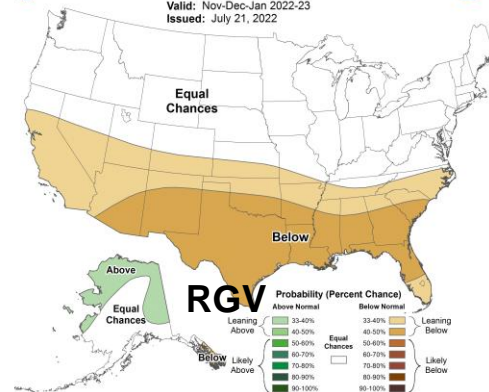 Valid: Nov-Dec-Jan 2022-23
Issued: July 21, 2022
Equal
Chances
Below
Above
Equal
Chances
Below
RGV
Probability (Percent Chance)
Above Normal
Below Normal
Leaning
Above
33-40%
40-50%
50-60%
Likely
Above
60-70%
70-80%
80-90%
90-100%
Equal
Chances
33-40%
40-50%
50-60%
Leaning
Below
60-70%
70-80%
80-90%
90-100%
Likely
Below